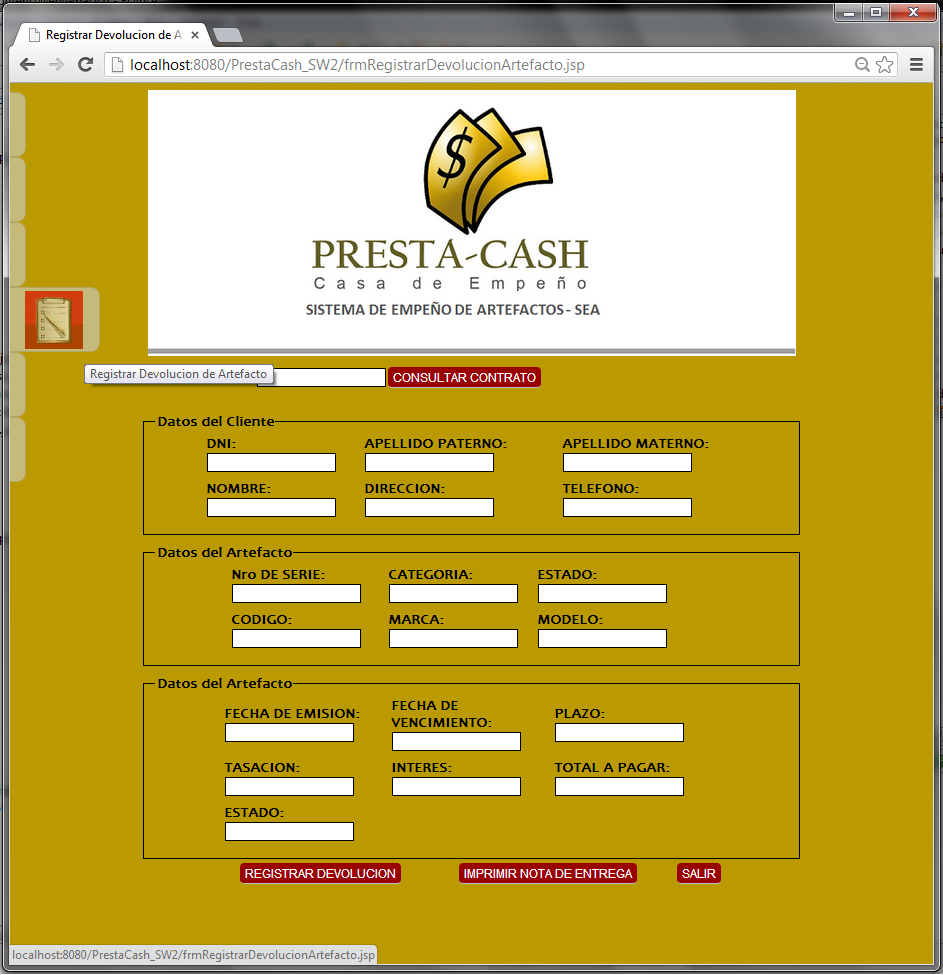 Registrar Devolucion de A
localhost:8080/PrestaCash_SW2/frmRegistrarDevolucionArtefacto.jsp
$
PRESTA-CASH
Casa de Empeño
SISTEMA DE EMPEÑO DE ARTEFACTOS - SEA
Registrar Devolucion de Artefacto
CONSULTAR CONTRATO
Datos del Cliente
DNI: APELLIDO PATERNO: APELLIDO MATERNO:
NOMBRE: DIRECCION: TELEFONO:
Datos del Artefacto
Nro DE SERIE: CATEGORIA: ESTADO:
CODIGO: MARCA: MODELO:
Datos del Artefacto
FECHA DE EMISION: FECHA DE VENCIMIENTO: PLAZO:
TASACION: INTERES: TOTAL A PAGAR:
ESTADO:
REGISTRAR DEVOLUCION IMPRIMIR NOTA DE ENTREGA SALIR
localhost:8080/PrestaCash_SW2/frmRegistrarDevolucionArtefacto.jsp